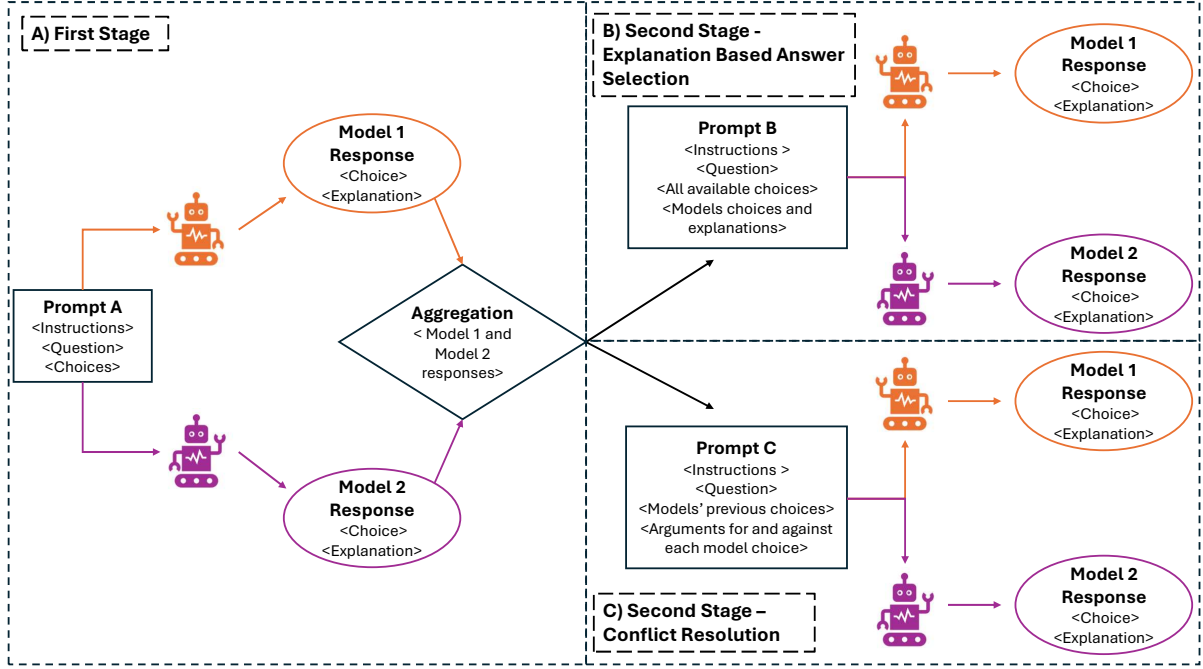 A) First Stage
Prompt A
<Instructions>
<Question>
<Choices>
Model 1
Response
<Choice>
<Explanation>
Model 2
Response
<Choice>
<Explanation>
Aggregation
< Model 1 and
Model 2
responses>
B) Second Stage -
Explanation Based Answer
Selection
Prompt B
<Instructions >
<Question>
<All available choices>
<Models choices and
explanations>
Model 1
Response
<Choice>
<Explanation>
Model 2
Response
<Choice>
<Explanation>
Prompt C
<Instructions >
<Question>
<Models’ previous choices>
<Arguments for and against
each model choice>
C) Second Stage –
Conflict Resolution
Model 1
Response
<Choice>
<Explanation>
Model 2
Response
<Choice>
<Explanation>